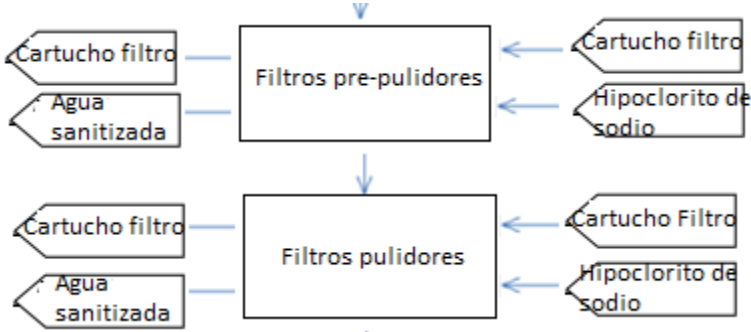 Cartucho filtro
Filtros pre-pulidores
Cartucho filtro
Agua
sanitizada
Hipoclorito de
sodio
Cartucho filtro
Filtros pulidores
Cartucho Filtro
Agua
sanitizada
Hipoclorito de
sodio